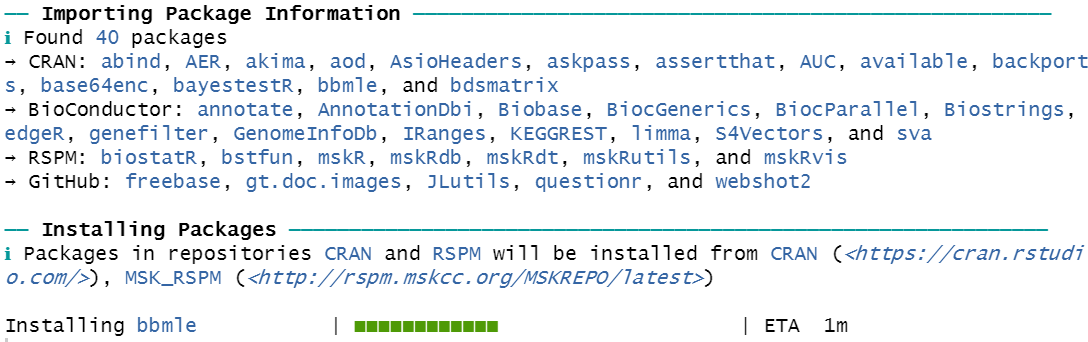 ── Importing Package Information ──────────────────────────────────────────────
ℹ Found 40 packages
→ CRAN: abind, AER, akima, aod, AsioHeaders, askpass, assertthat, AUC, available, backport
s, base64enc, bayestestR, bbmle, and bdsmatrix
→ BioConductor: annotate, AnnotationDbi, Biobase, BiocGenerics, BiocParallel, Biostrings,
edgeR, genefilter, GenomeInfoDb, IRanges, KEGGREST, limma, S4Vectors, and sva
→ RSPM: biostatR, bstfun, mskR, mskRdb, mskRdt, mskRutils, and mskRvis
→ GitHub: freebase, gt.doc.images, JLutils, questionr, and webshot2
── Installing Packages ────────────────────────────────────────────────────────
ℹ Packages in repositories CRAN and RSPM will be installed from CRAN (<https://cran.rstudi
o.com/>), MSK_RSPM (<http://rspm.mskcc.org/MSKREPO/latest>)
Installing bbmle | ■■■■■■■■■■■■ | ETA 1m